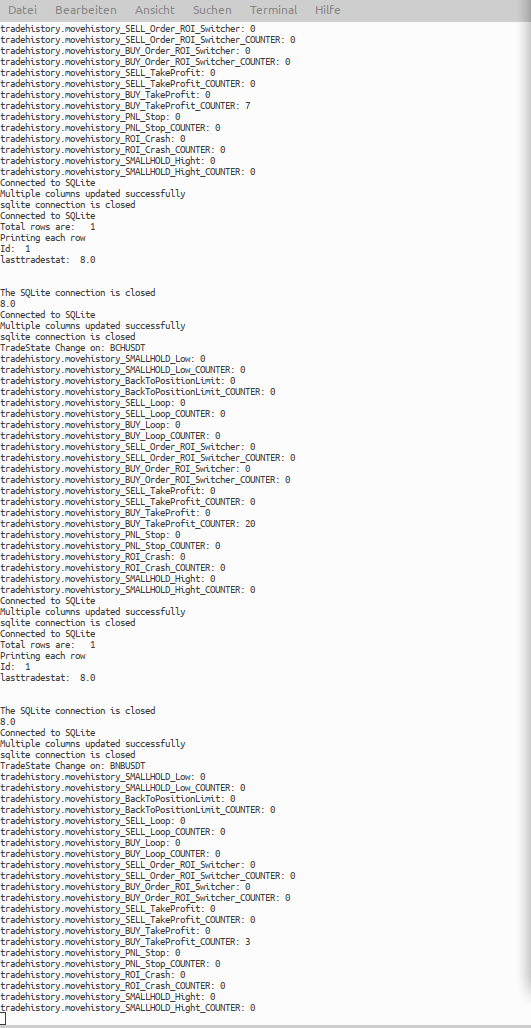 Datei Bearbeiten Ansicht Suchen Terminal Hilfe
tradehistory.movehistory_SELL_Order_ROI_Switcher: 0
tradehistory.movehistory_SELL_Order_ROI_Switcher_COUNTER: 0
tradehistory.movehistory_BUY_Order_ROI_Switcher: 0
tradehistory.movehistory_BUY_Order_ROI_Switcher_COUNTER: 0
tradehistory.movehistory_SELL_TakeProfit: 0
tradehistory.movehistory_SELL_TakeProfit_COUNTER: 0
tradehistory.movehistory_BUY_TakeProfit: 0
tradehistory.movehistory_BUY_TakeProfit_COUNTER: 7
tradehistory.movehistory_PNL_Stop: 0
tradehistory.movehistory_PNL_Stop_COUNTER: 0
tradehistory.movehistory_ROI_Crash: 0
tradehistory.movehistory_ROI_Crash_COUNTER: 0
tradehistory.movehistory_SMALLHOLD_Hight: 0
tradehistory.movehistory_SMALLHOLD_Hight_COUNTER: 0
Connected to SQLite
Multiple columns updated successfully
sqlite connection is closed
Connected to SQLite
Total rows are:   1
Printing each row
Id:  1
lasttradestat:  8.0
The SQLite connection is closed
8.0
Connected to SQLite
Multiple columns updated successfully
sqlite connection is closed
TradeState Change on: BCHUSDT
tradehistory.movehistory_SMALLHOLD_Low: 0
tradehistory.movehistory_SMALLHOLD_Low_COUNTER: 0
tradehistory.movehistory_BackToPositionLimit: 0
tradehistory.movehistory_BackToPositionLimit_COUNTER: 0
tradehistory.movehistory_SELL_Loop: 0
tradehistory.movehistory_SELL_Loop_COUNTER: 0
tradehistory.movehistory_BUY_Loop: 0
tradehistory.movehistory_BUY_Loop_COUNTER: 0
tradehistory.movehistory_SELL_Order_ROI_Switcher: 0
tradehistory.movehistory_SELL_Order_ROI_Switcher_COUNTER: 0
tradehistory.movehistory_BUY_Order_ROI_Switcher: 0
tradehistory.movehistory_BUY_Order_ROI_Switcher_COUNTER: 0
tradehistory.movehistory_SELL_TakeProfit: 0
tradehistory.movehistory_SELL_TakeProfit_COUNTER: 0
tradehistory.movehistory_BUY_TakeProfit: 0
tradehistory.movehistory_BUY_TakeProfit_COUNTER: 20
tradehistory.movehistory_PNL_Stop: 0
tradehistory.movehistory_PNL_Stop_COUNTER: 0
tradehistory.movehistory_ROI_Crash: 0
tradehistory.movehistory_ROI_Crash_COUNTER: 0
tradehistory.movehistory_SMALLHOLD_Hight: 0
tradehistory.movehistory_SMALLHOLD_Hight_COUNTER: 0
Connected to SQLite
Multiple columns updated successfully
sqlite connection is closed
Connected to SQLite
Total rows are:   1
Printing each row
Id:  1
lasttradestat:  8.0
The SQLite connection is closed
8.0
Connected to SQLite
Multiple columns updated successfully
sqlite connection is closed
TradeState Change on: BNBUSDT
tradehistory.movehistory_SMALLHOLD_Low: 0
tradehistory.movehistory_SMALLHOLD_Low_COUNTER: 0
tradehistory.movehistory_BackToPositionLimit: 0
tradehistory.movehistory_BackToPositionLimit_COUNTER: 0
tradehistory.movehistory_SELL_Loop: 0
tradehistory.movehistory_SELL_Loop_COUNTER: 0
tradehistory.movehistory_BUY_Loop: 0
tradehistory.movehistory_BUY_Loop_COUNTER: 0
tradehistory.movehistory_SELL_Order_ROI_Switcher: 0
tradehistory.movehistory_SELL_Order_ROI_Switcher_COUNTER: 0
tradehistory.movehistory_BUY_Order_ROI_Switcher: 0
tradehistory.movehistory_BUY_Order_ROI_Switcher_COUNTER: 0
tradehistory.movehistory_SELL_TakeProfit: 0
tradehistory.movehistory_SELL_TakeProfit_COUNTER: 0
tradehistory.movehistory_BUY_TakeProfit: 0
tradehistory.movehistory_BUY_TakeProfit_COUNTER: 3
tradehistory.movehistory_PNL_Stop: 0
tradehistory.movehistory_PNL_Stop_COUNTER: 0
tradehistory.movehistory_ROI_Crash: 0
tradehistory.movehistory_ROI_Crash_COUNTER: 0
tradehistory.movehistory_SMALLHOLD_Hight: 0
tradehistory.movehistory_SMALLHOLD_Hight_COUNTER: 0